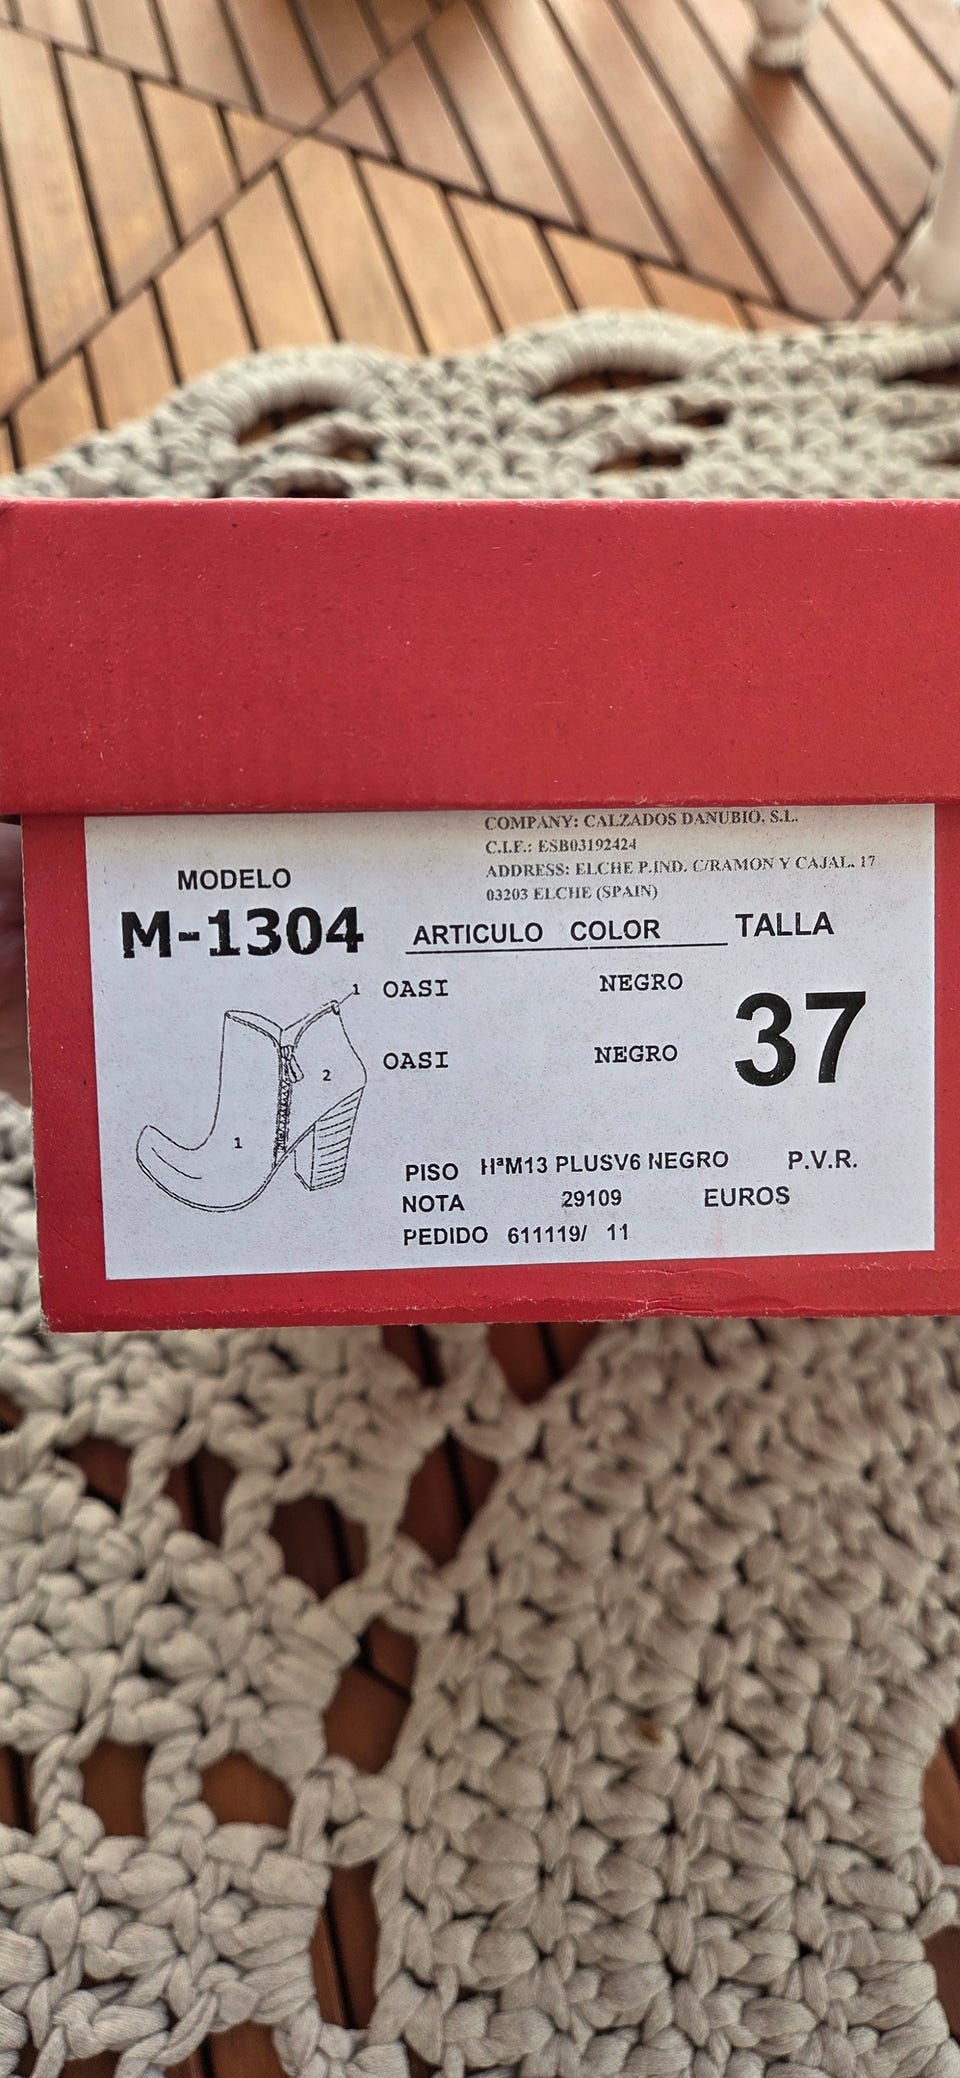 COMPANY: CALZADOS DANUBIO, S.L.
C.I.F.: ESB03192424
ADDRESS: ELCHE P.IND. C/RAMON Y CAJAL. 17
03203 ELCHE (SPAIN)
MODELO
M-1304
ARTICULO COLOR TALLA
1 OASI NEGRO
37
2 OASI NEGRO
1
PISO HªM13 PLUSV6 NEGRO P.V.R.
NOTA 29109 EUROS
PEDIDO 611119/ 11